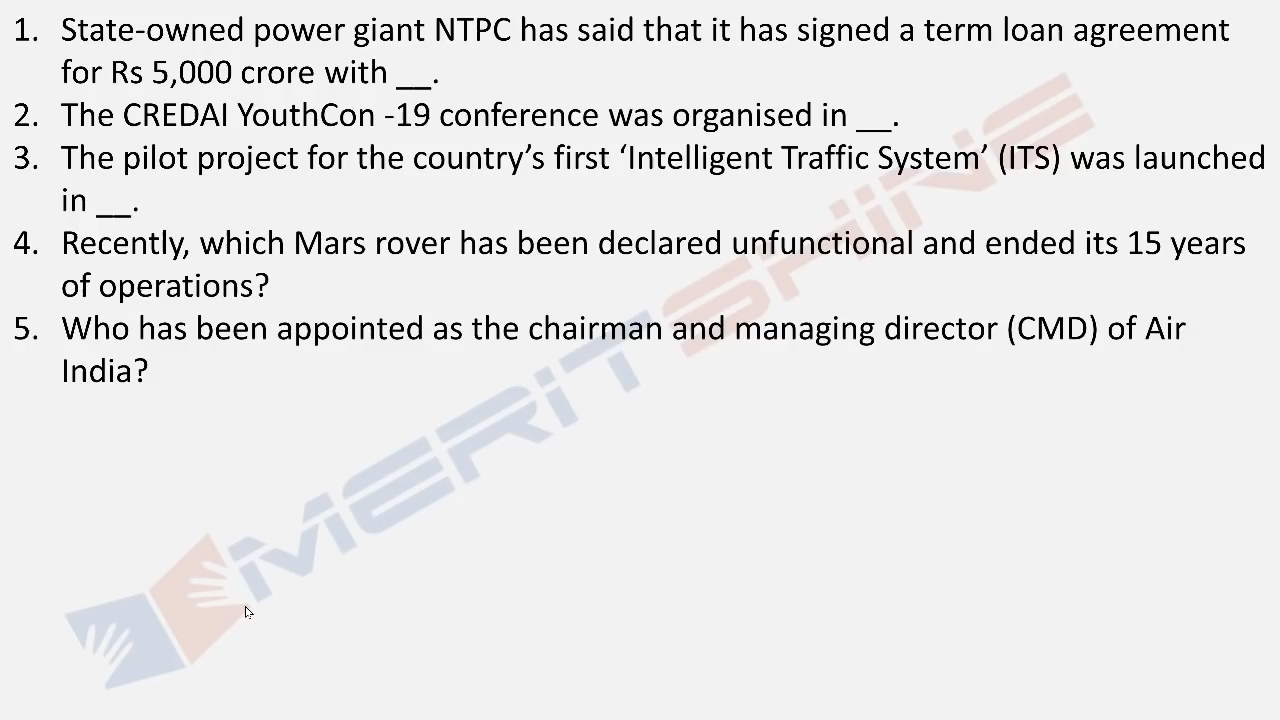 1. State-owned power giant NTPC has said that it has signed a term loan agreement
for Rs 5,000 crore with __.
2. The CREDAI YouthCon -19 conference was organised in __.
3. The pilot project for the country’s first ‘Intelligent Traffic System’ (ITS) was launched
in __.
4. Recently, which Mars rover has been declared unfunctional and ended its 15 years
of operations?
5. Who has been appointed as the chairman and managing director (CMD) of Air
India?
MERiT SHiNE